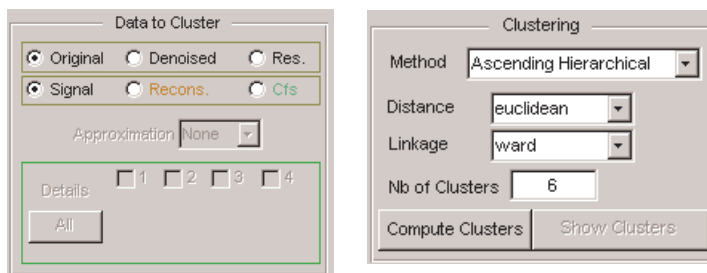 Data to Cluster
Original Denoised Res.
Signal Recons. Cfs
Approximation None
Details 1 2 3 4
All
Clustering
Method Ascending Hierarchical
Distance euclidean
Linkage ward
Nb of Clusters 6
Compute Clusters Show Clusters